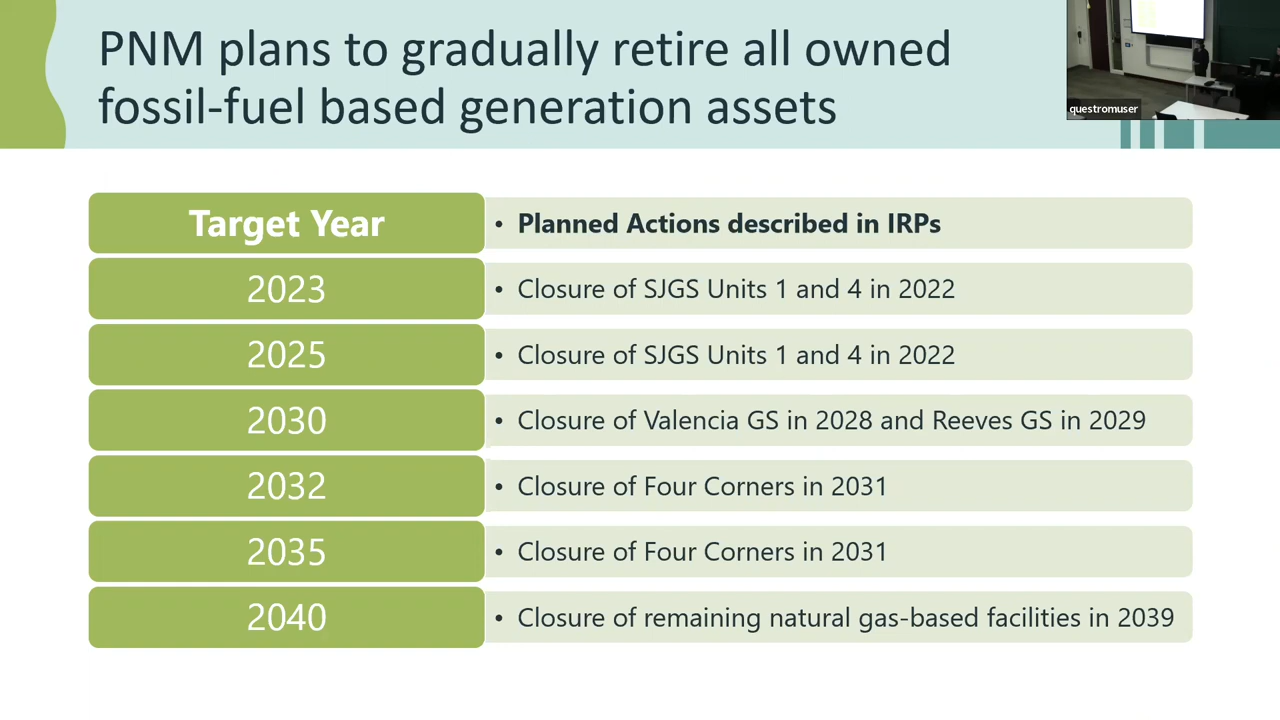 PNM plans to gradually retire all owned
fossil-fuel based generation assets
questromuser
Target Year
• Planned Actions described in IRPs
2023
• Closure of SJGS Units 1 and 4 in 2022
2025
• Closure of SJGS Units 1 and 4 in 2022
2030
• Closure of Valencia GS in 2028 and Reeves GS in 2029
2032
• Closure of Four Corners in 2031
2035
• Closure of Four Corners in 2031
2040
• Closure of remaining natural gas-based facilities in 2039